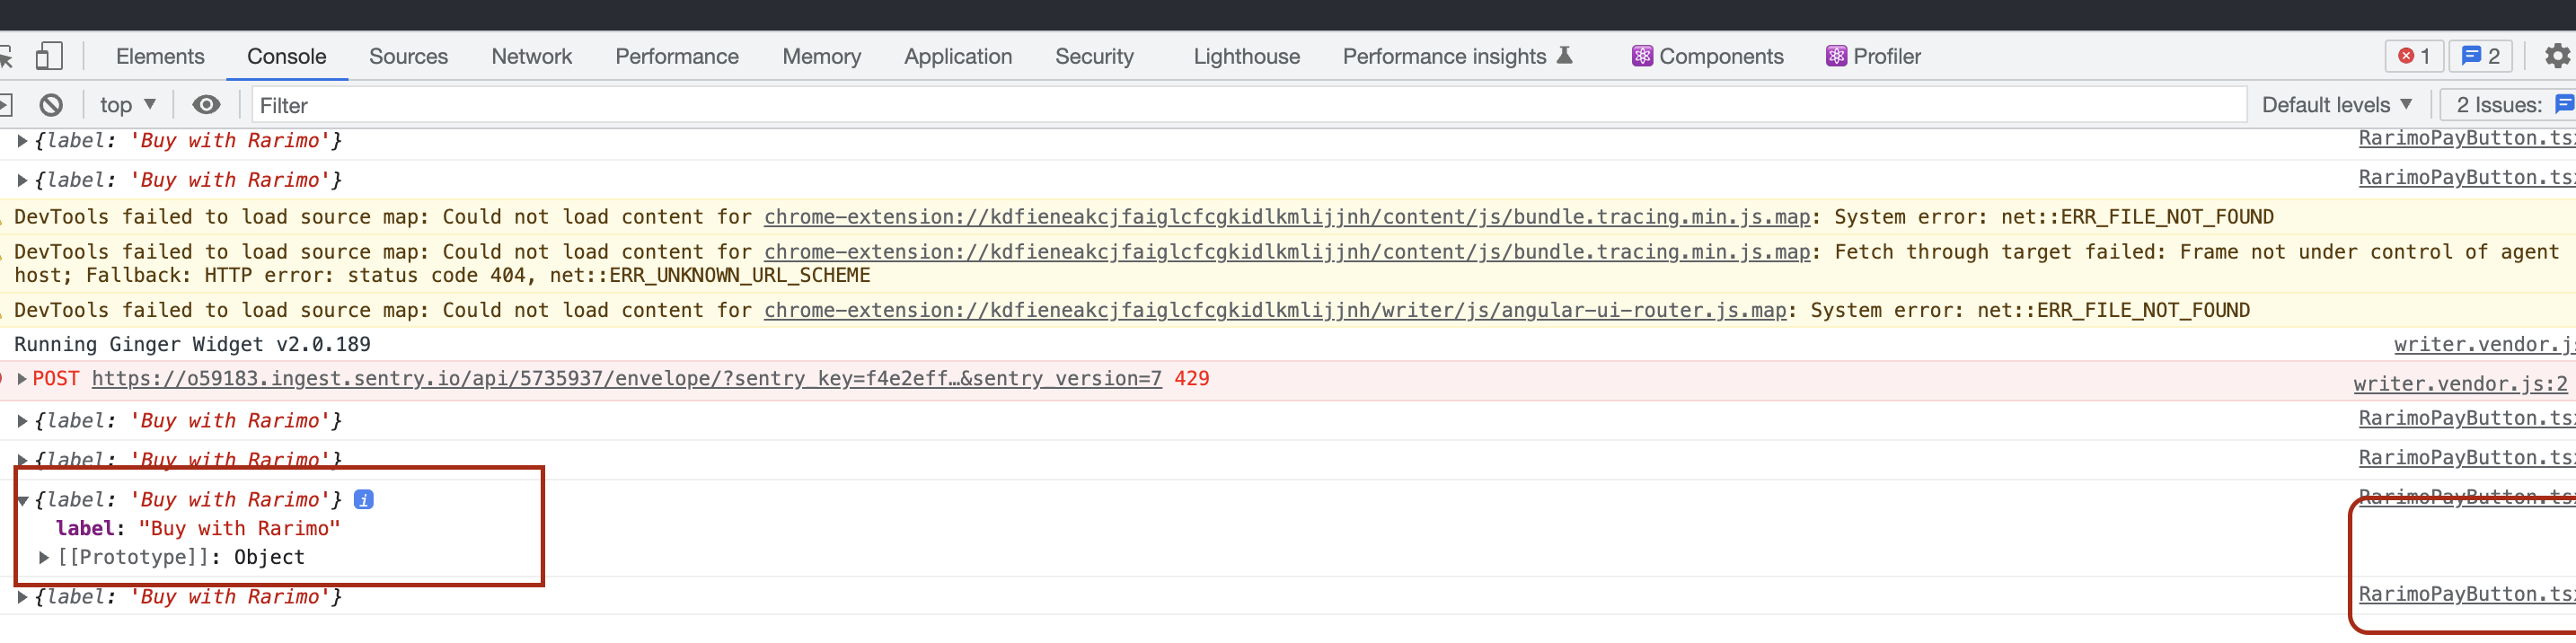 Elements Console Sources Network Performance Memory Application Security Lighthouse Performance insights Components Profiler 1 2
top Filter Default levels 2 Issues:
{label: 'Buy with Rarimo'} RarimoPayButton.ts
{label: 'Buy with Rarimo'} RarimoPayButton.ts
DevTools failed to load source map: Could not load content for chrome-extension://kdfieneakcjfaiglcfcgkidlkmlijjnh/content/js/bundle.tracing.min.js.map: System error: net::ERR_FILE_NOT_FOUND
DevTools failed to load source map: Could not load content for chrome-extension://kdfieneakcjfaiglcfcgkidlkmlijjnh/content/js/bundle.tracing.min.js.map: Fetch through target failed: Frame not under control of agent
host; Fallback: HTTP error: status code 404, net::ERR_UNKNOWN_URL_SCHEME
DevTools failed to load source map: Could not load content for chrome-extension://kdfieneakcjfaiglcfcgkidlkmlijjnh/writer/js/angular-ui-router.js.map: System error: net::ERR_FILE_NOT_FOUND
Running Ginger Widget v2.0.189 writer.vendor.j
POST https://o59183.ingest.sentry.io/api/5735937/envelope/?sentry_key=f4e2eff…&sentry_version=7 429 writer.vendor.js:2
{label: 'Buy with Rarimo'} RarimoPayButton.ts
{label: 'Buy with Rarimo'} RarimoPayButton.ts
{label: 'Buy with Rarimo'} i RarimoPayButton.ts
label: "Buy with Rarimo"
[[Prototype]]: Object
{label: 'Buy with Rarimo'} RarimoPayButton.ts